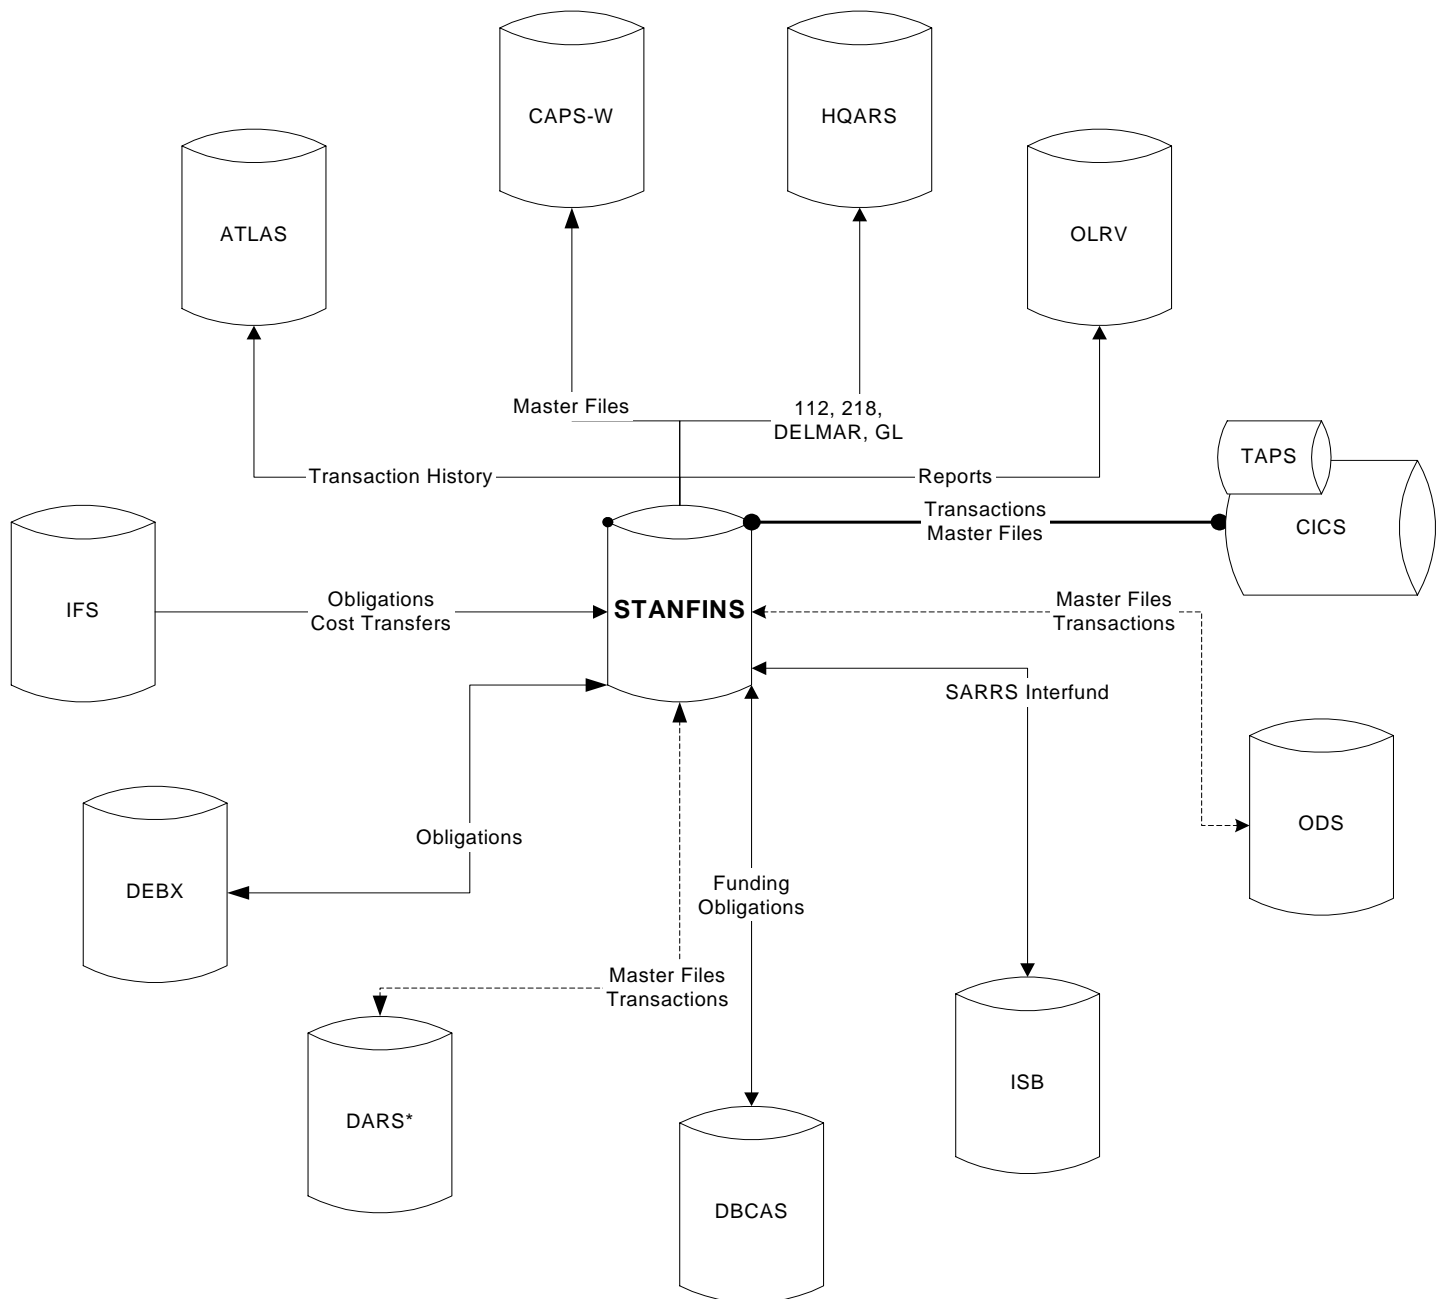 CAPS-W
HQARS
ATLAS
OLRV
Master Files
112, 218,
DELMAR, GL
TAPS
Transaction History
Reports
Transactions
Master Files
CICS
IFS
Obligations
Cost Transfers
STANFINS
Master Files
Transactions
SARRS Interfund
ODS
Obligations
DEBX
Funding
Obligations
Master Files
Transactions
ISB
DARS*
DBCAS